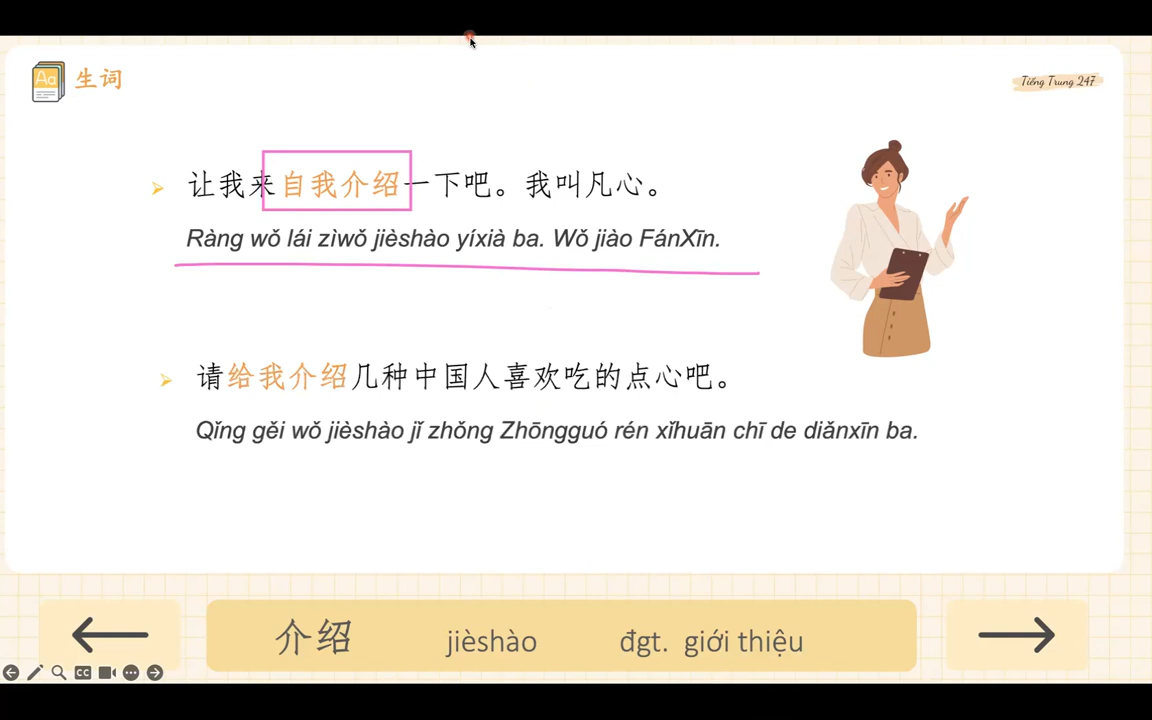 Aa 生词
Tiếng Trung 247
让我来自我介绍一下吧。我叫凡心。
Ràng wǒ lái zìwǒ jièshào yíxià ba. Wǒ jiào FánXīn.
请给我介绍几种中国人喜欢吃的点心吧。
Qǐng gěi wǒ jièshào jǐ zhǒng Zhōngguó rén xǐhuān chī de diǎnxīn ba.
介绍 jièshào đgt. giới thiệu
CC